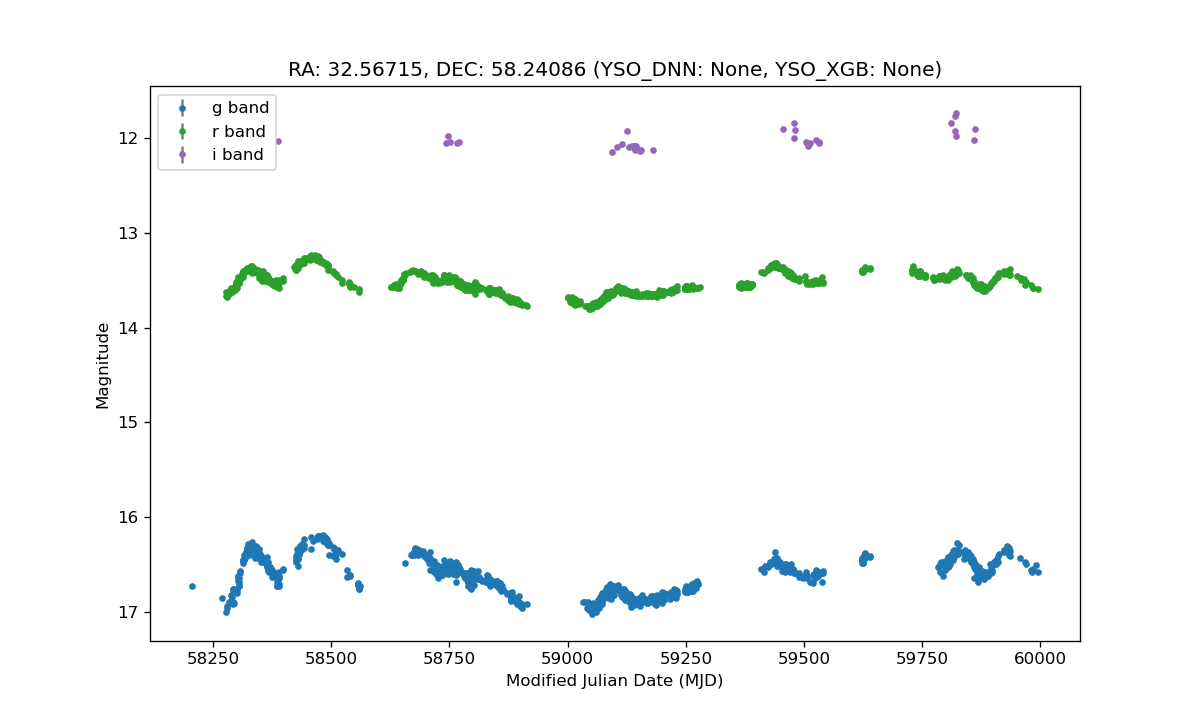 RA: 32.56715, DEC: 58.24086 (YSO_DNN: None, YSO_XGB: None)
g band
r band
i band
12
13
14
15
16
17
Magnitude
58250 58500 58750 59000 59250 59500 59750 60000
Modified Julian Date (MJD)